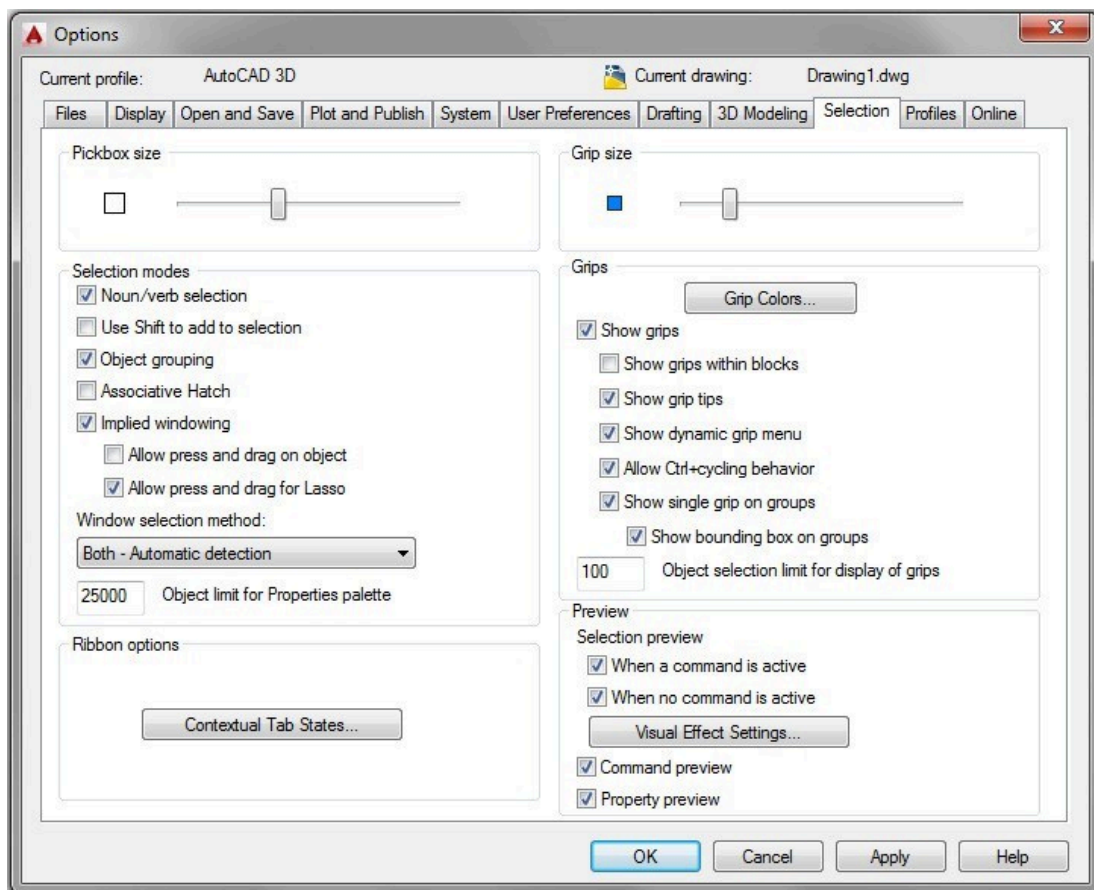 Options
Current profile: AutoCAD 3D Current drawing: Drawing1.dwg
Files Display Open and Save Plot and Publish System User Preferences Drafting 3D Modeling Selection Profiles Online
Pickbox size
Selection modes
Noun/verb selection
Use Shift to add to selection
Object grouping
Associative Hatch
Implied windowing
Allow press and drag on object
Allow press and drag for Lasso
Window selection method:
Both - Automatic detection
25000 Object limit for Properties palette
Ribbon options
Contextual Tab States...
Grip size
Grips
Grip Colors...
Show grips
Show grips within blocks
Show grip tips
Show dynamic grip menu
Allow Ctrl+cycling behavior
Show single grip on groups
Show bounding box on groups
100 Object selection limit for display of grips
Preview
Selection preview
When a command is active
When no command is active
Visual Effect Settings...
Command preview
Property preview
OK Cancel Apply Help